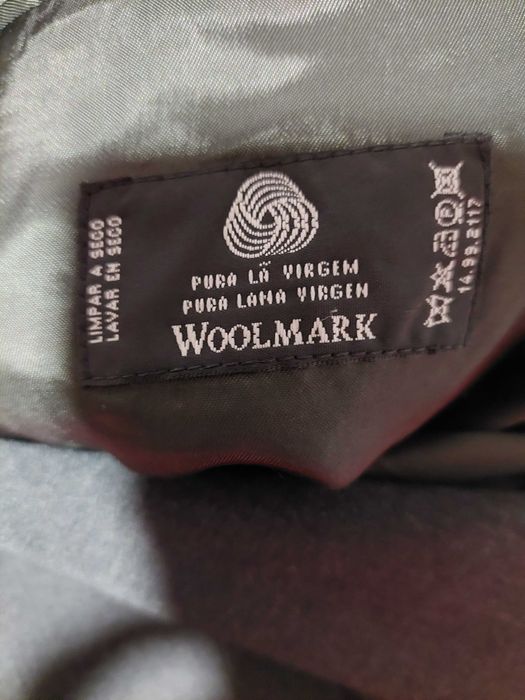 LIMPAR A SECO
LAVAR EN SECO
PURA LÃ VIRGEM
PURA LANA VIRGEN
WOOLMARK
P
14.99.2117